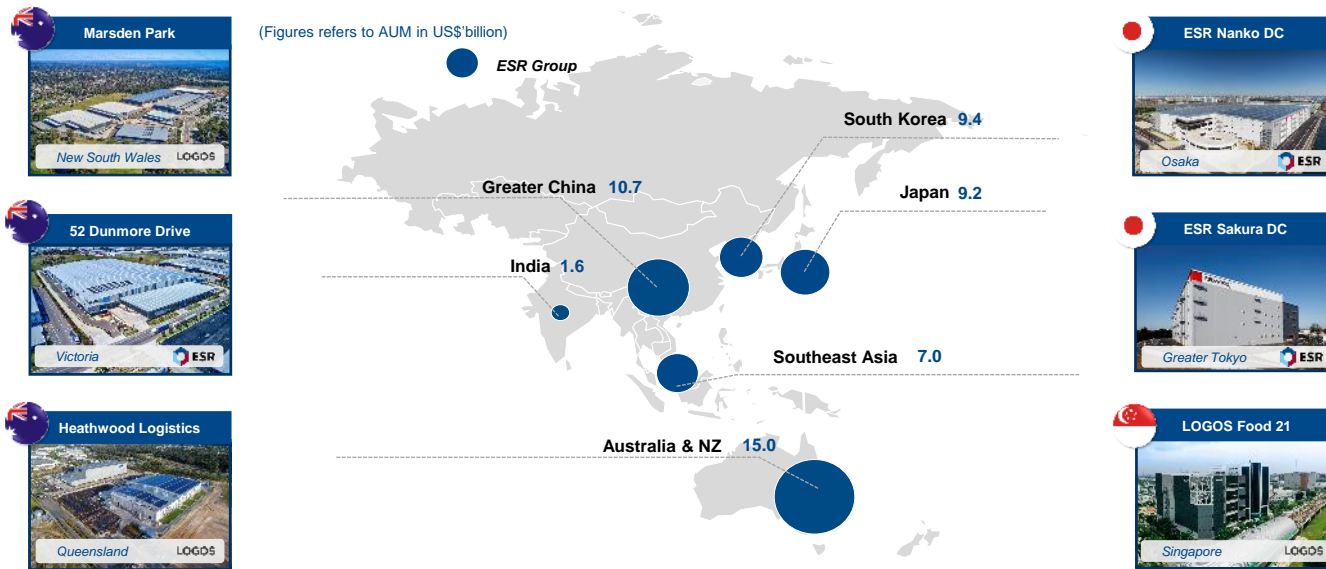 Marsden Park
New South Wales LOGOS
52 Dunmore Drive
Victoria ESR
Heathwood Logistics
Queensland LOGOS
(Figures refers to AUM in US$'billion)
ESR Group
South Korea 9.4
Greater China 10.7
Japan 9.2
India 1.6
Southeast Asia 7.0
Australia & NZ 15.0
ESR Nanko DC
Osaka ESR
ESR Sakura DC
Greater Tokyo ESR
LOGOS Food 21
Singapore LOGOS